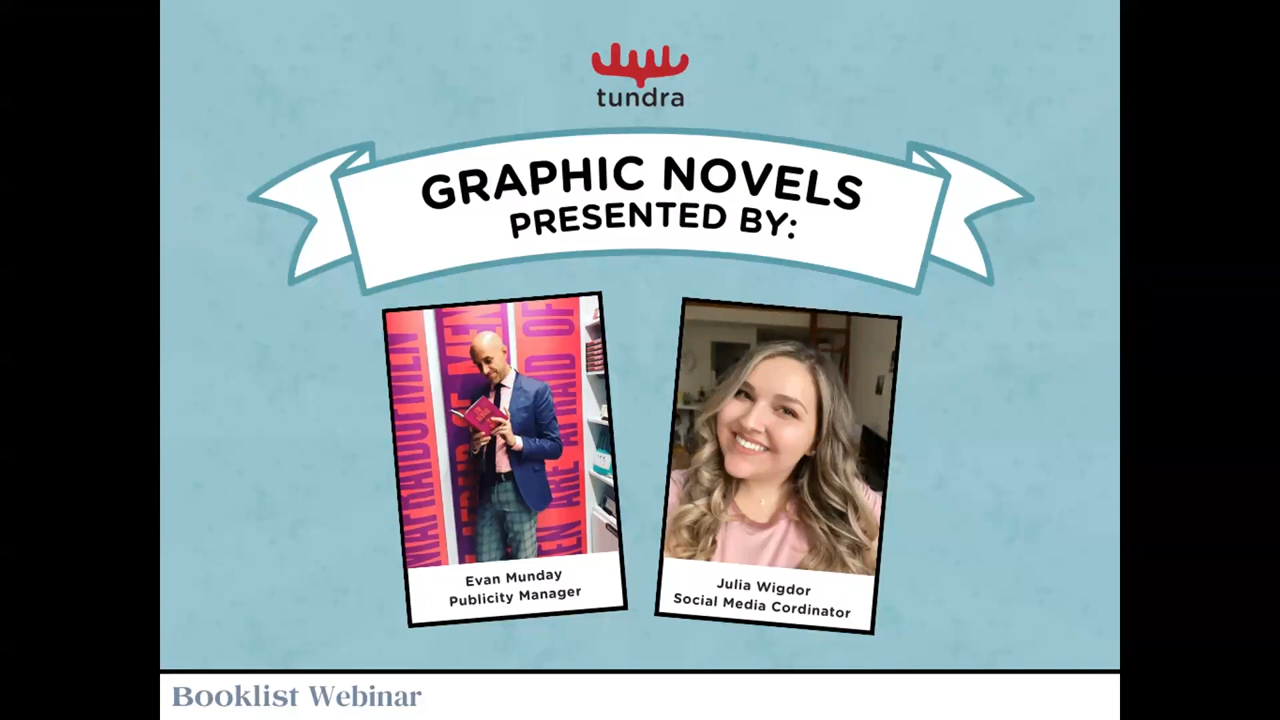 tundra
GRAPHIC NOVELS
PRESENTED BY:
Evan Munday
Publicity Manager
Julia Wigdor
Social Media Cordinator
Booklist Webinar